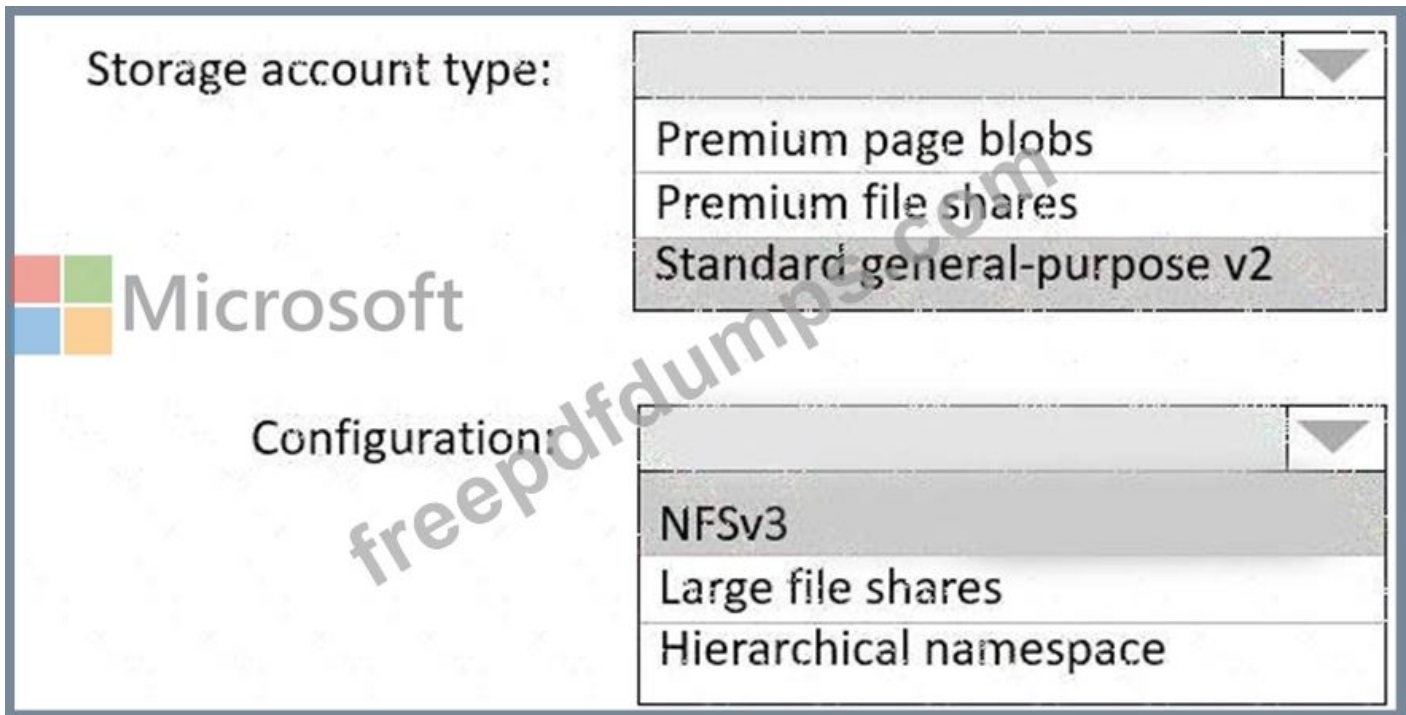 Storage account type:
Premium page blobs
Premium file shares
Standard general-purpose v2
Microsoft
freepdfdumps.com
Configuration:
NFSv3
Large file shares
Hierarchical namespace